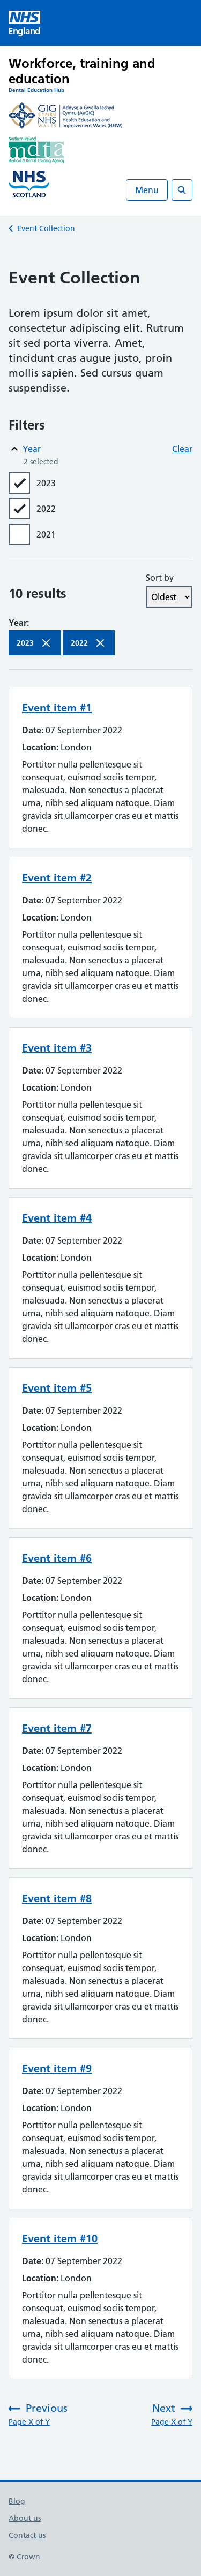 NHS
England
Workforce, training and
education
Dental Education Hub
GIG
CYMRU
NHS
WALES
Addysg a Gwella Iechyd
Cymru (AaGIC)
Health Education and
Improvement Wales (HEIW)
Northern Ireland
mdta
Medical & Dental Training Agency
NHS
SCOTLAND
Menu
Event Collection
Event Collection
Lorem ipsum dolor sit amet,
consectetur adipiscing elit. Rutrum
sit sed porta viverra. Amet,
tincidunt cras augue justo, proin
mollis sapien. Sed cursus quam
suspendisse.
Filters
Year
Clear
2 selected
2023
2022
2021
10 results
Sort by
Oldest
Year:
2023
2022
Event item #1
Date: 07 September 2022
Location: London
Porttitor nulla pellentesque sit
consequat, euismod sociis tempor,
malesuada. Non senectus a placerat
urna, nibh sed aliquam natoque. Diam
gravida sit ullamcorper cras eu et mattis
donec.
Event item #2
Date: 07 September 2022
Location: London
Porttitor nulla pellentesque sit
consequat, euismod sociis tempor,
malesuada. Non senectus a placerat
urna, nibh sed aliquam natoque. Diam
gravida sit ullamcorper cras eu et mattis
donec.
Event item #3
Date: 07 September 2022
Location: London
Porttitor nulla pellentesque sit
consequat, euismod sociis tempor,
malesuada. Non senectus a placerat
urna, nibh sed aliquam natoque. Diam
gravida sit ullamcorper cras eu et mattis
donec.
Event item #4
Date: 07 September 2022
Location: London
Porttitor nulla pellentesque sit
consequat, euismod sociis tempor,
malesuada. Non senectus a placerat
urna, nibh sed aliquam natoque. Diam
gravida sit ullamcorper cras eu et mattis
donec.
Event item #5
Date: 07 September 2022
Location: London
Porttitor nulla pellentesque sit
consequat, euismod sociis tempor,
malesuada. Non senectus a placerat
urna, nibh sed aliquam natoque. Diam
gravida sit ullamcorper cras eu et mattis
donec.
Event item #6
Date: 07 September 2022
Location: London
Porttitor nulla pellentesque sit
consequat, euismod sociis tempor,
malesuada. Non senectus a placerat
urna, nibh sed aliquam natoque. Diam
gravida sit ullamcorper cras eu et mattis
donec.
Event item #7
Date: 07 September 2022
Location: London
Porttitor nulla pellentesque sit
consequat, euismod sociis tempor,
malesuada. Non senectus a placerat
urna, nibh sed aliquam natoque. Diam
gravida sit ullamcorper cras eu et mattis
donec.
Event item #8
Date: 07 September 2022
Location: London
Porttitor nulla pellentesque sit
consequat, euismod sociis tempor,
malesuada. Non senectus a placerat
urna, nibh sed aliquam natoque. Diam
gravida sit ullamcorper cras eu et mattis
donec.
Event item #9
Date: 07 September 2022
Location: London
Porttitor nulla pellentesque sit
consequat, euismod sociis tempor,
malesuada. Non senectus a placerat
urna, nibh sed aliquam natoque. Diam
gravida sit ullamcorper cras eu et mattis
donec.
Event item #10
Date: 07 September 2022
Location: London
Porttitor nulla pellentesque sit
consequat, euismod sociis tempor,
malesuada. Non senectus a placerat
urna, nibh sed aliquam natoque. Diam
gravida sit ullamcorper cras eu et mattis
donec.
Previous
Page X of Y
Next
Page X of Y
Blog
About us
Contact us
© Crown